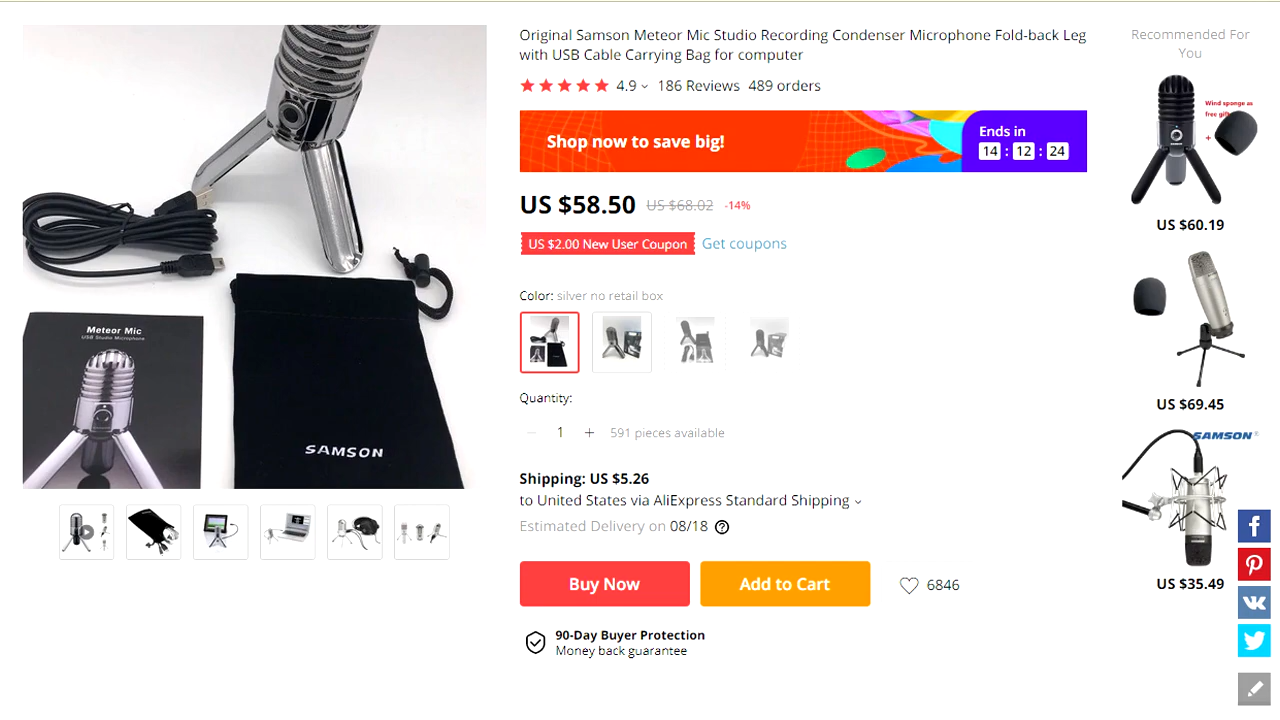 Original Samson Meteor Mic Studio Recording Condenser Microphone Fold-back Leg
with USB Cable Carrying Bag for computer
4.9 186 Reviews 489 orders
Shop now to save big!
Ends in
14 : 12 : 24
US $58.50 US $68.02 -14%
US $2.00 New User Coupon Get coupons
Color: silver no retail box
Quantity:
− 1 + 591 pieces available
Shipping: US $5.26
to United States via AliExpress Standard Shipping
Estimated Delivery on 08/18 ?
Buy Now
Add to Cart
6846
90-Day Buyer Protection
Money back guarantee
Meteor Mic
USB Studio Microphone
SAMSON
Recommended For
You
Wind sponge as
free gift
+
US $60.19
US $69.45
SAMSON
US $35.49